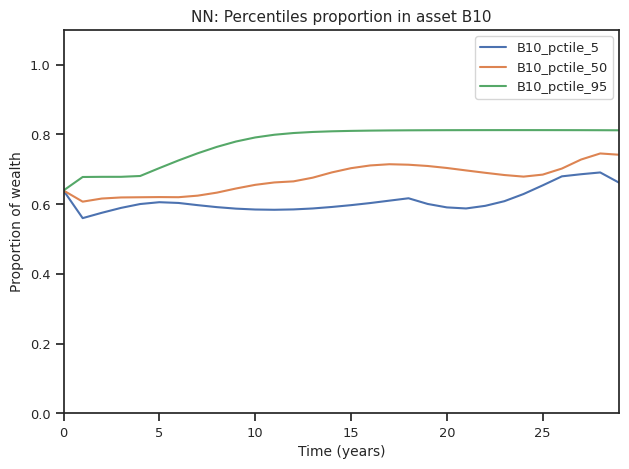 NN: Percentiles proportion in asset B10
B10_pctile_5
B10_pctile_50
B10_pctile_95
Proportion of wealth
1.0
0.8
0.6
0.4
0.2
0.0
0 5 10 15 20 25
Time (years)